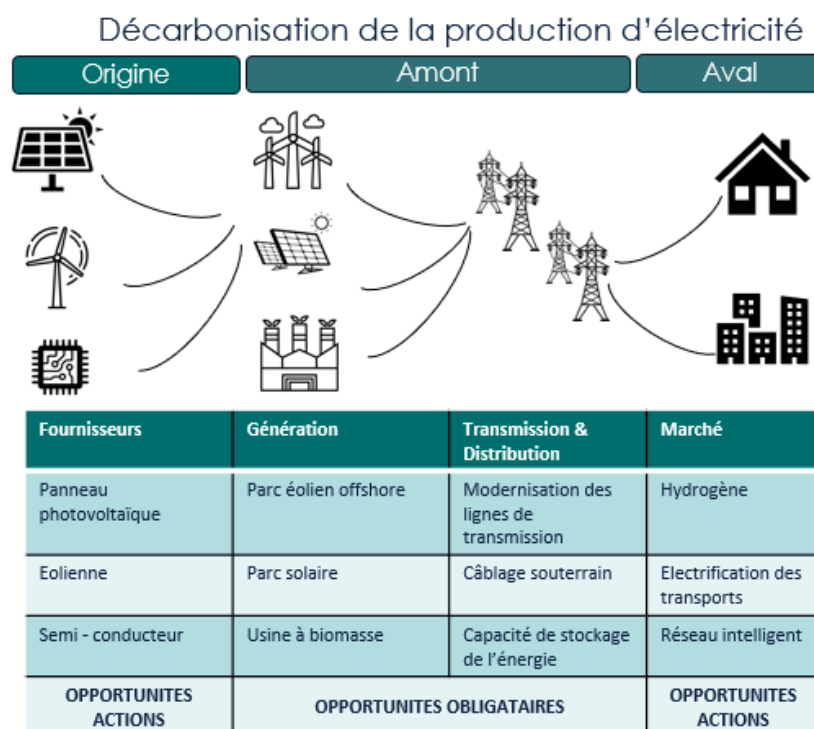 Décarbonisation de la production d’électricité
Origine
Amont
Aval
Fournisseurs
Génération
Transmission &
Distribution
Marché
Panneau
photovoltaïque
Parc éolien offshore
Modernisation des
lignes de
transmission
Hydrogène
Eolienne
Parc solaire
Câblage souterrain
Electrification des
transports
Semi - conducteur
Usine à biomasse
Capacité de stockage
de l’énergie
Réseau intelligent
OPPORTUNITES
ACTIONS
OPPORTUNITES OBLIGATAIRES
OPPORTUNITES
ACTIONS